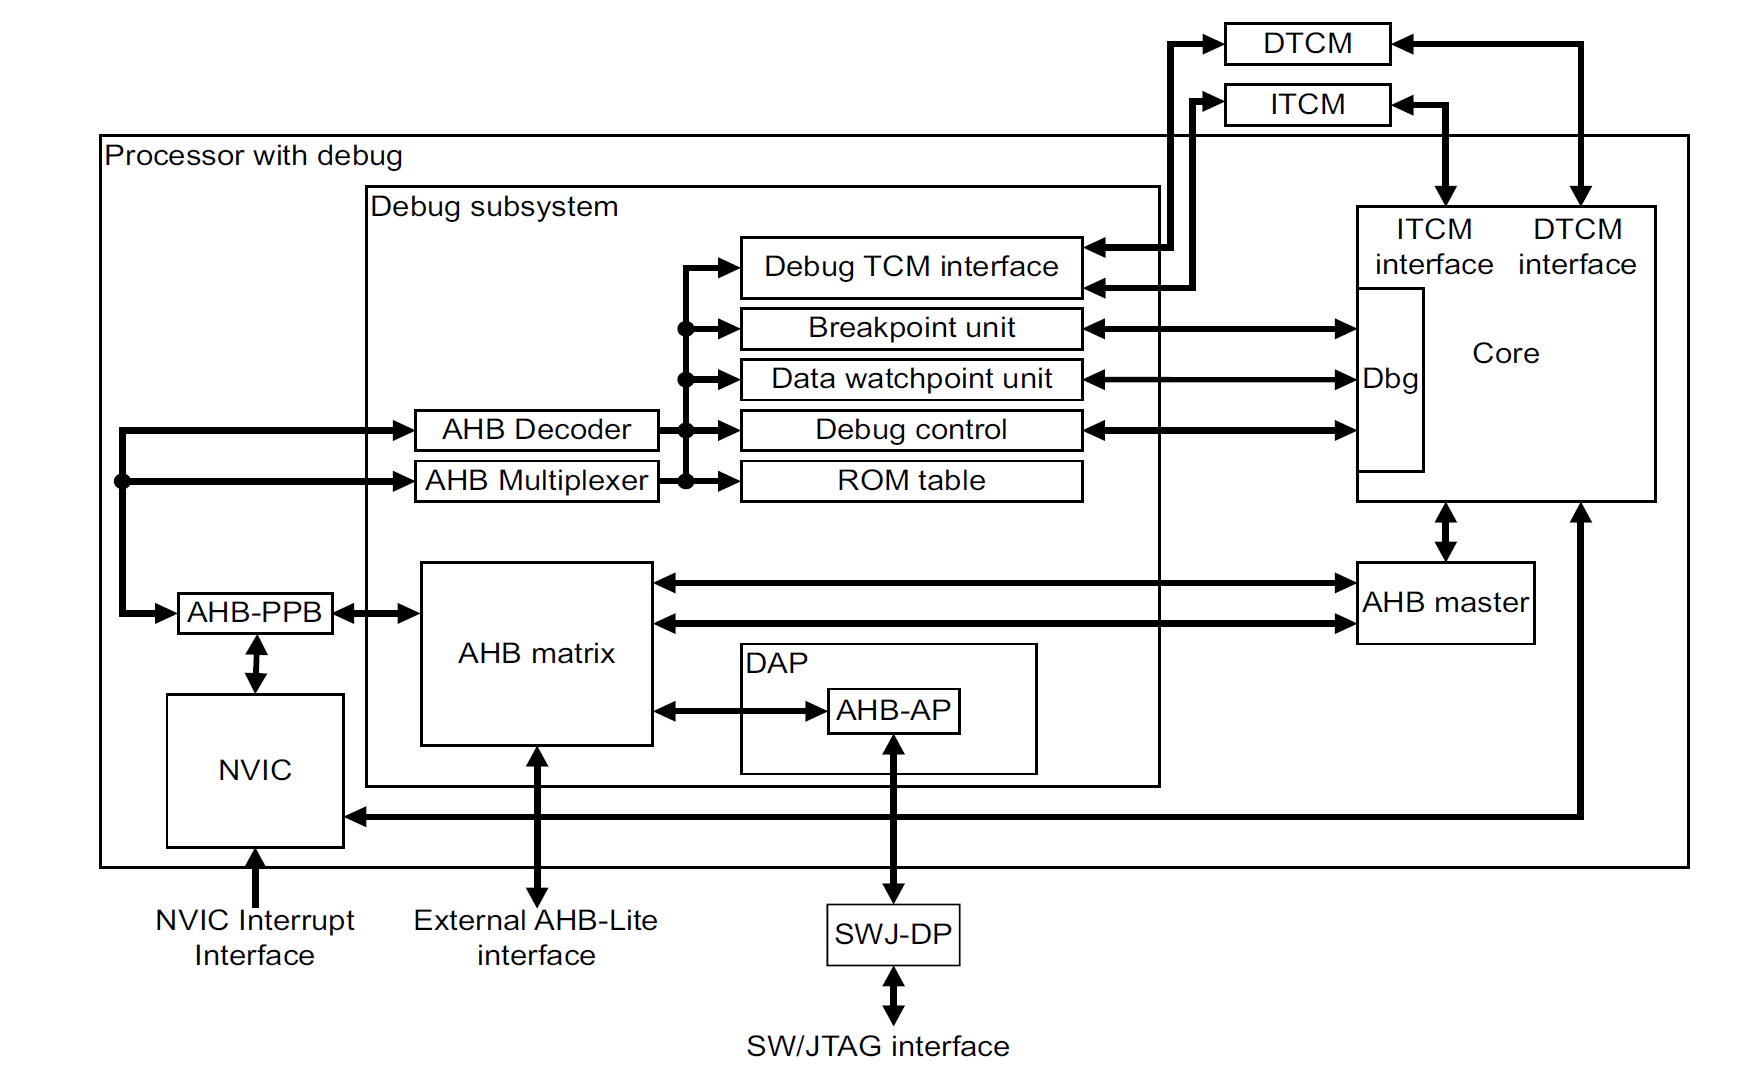 DTCM
ITCM
Processor with debug
Debug subsystem
ITCM
interface
DTCM
interface
Debug TCM interface
Breakpoint unit
Core
Data watchpoint unit
Dbg
AHB Decoder
Debug control
AHB Multiplexer
ROM table
AHB-PPB
AHB matrix
AHB master
DAP
AHB-AP
NVIC
NVIC Interrupt
Interface
External AHB-Lite
interface
SWJ-DP
SW/JTAG interface